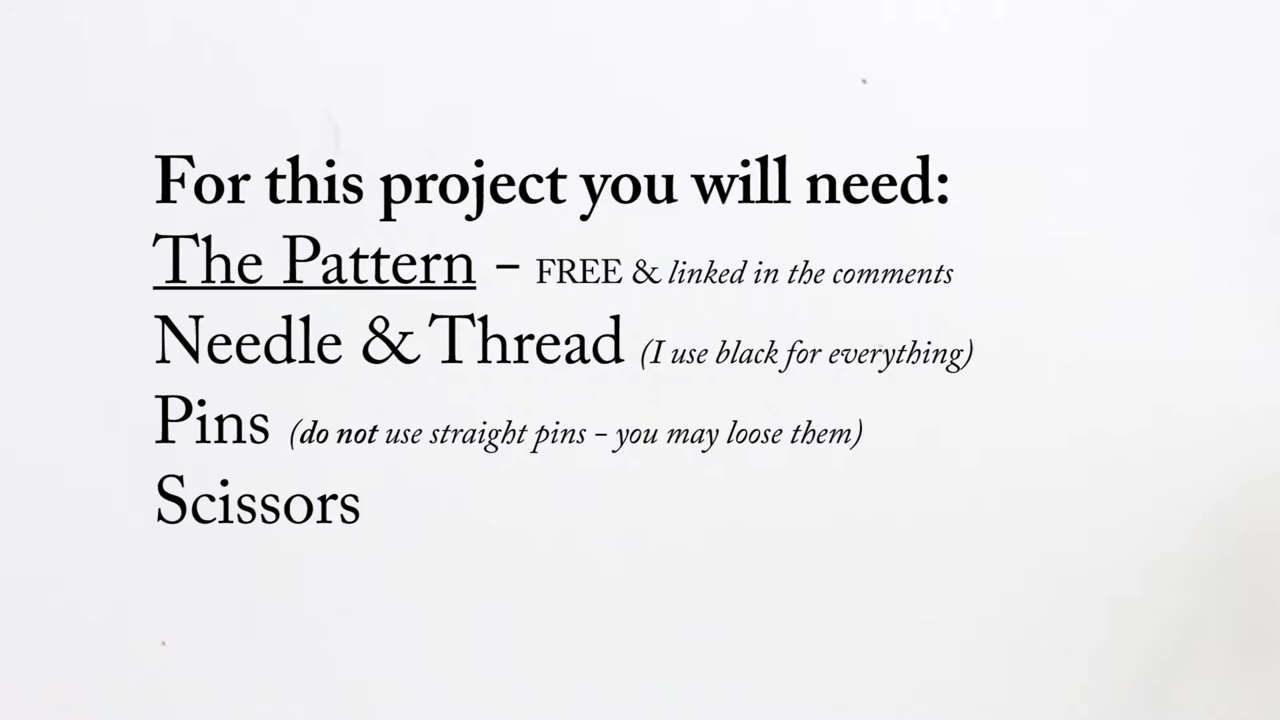 For this project you will need:
The Pattern – FREE & linked in the comments
Needle & Thread (I use black for everything)
Pins (do not use straight pins – you may loose them)
Scissors